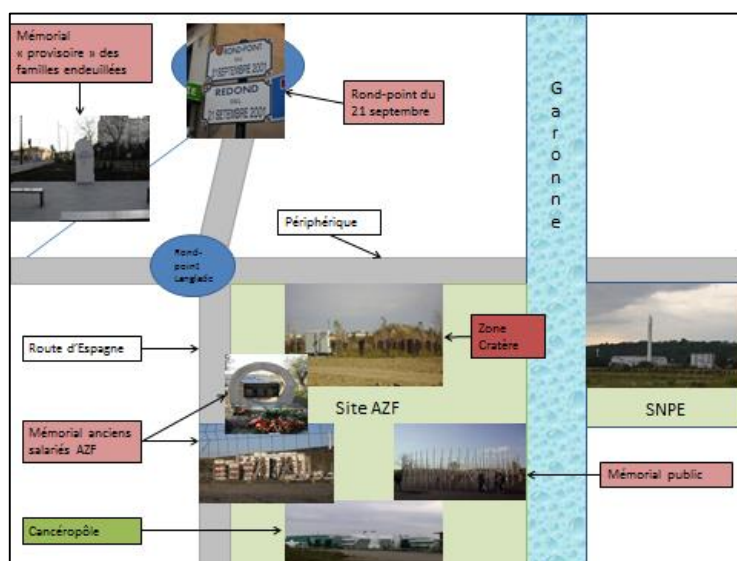 Mémorial
« provisoire » des
familles endeuillées
ROND-POINT
DU
21 SEPTEMBRE 2001
REDOND
DEL
21 SETEMBRE 2001
Rond-point du
21 septembre
Garonne
Périphérique
Rond-
point
Langlade
Route d'Espagne
Zone
Cratère
Site AZF
SNPE
Mémorial anciens
salariés AZF
Mémorial public
Cancéropôle